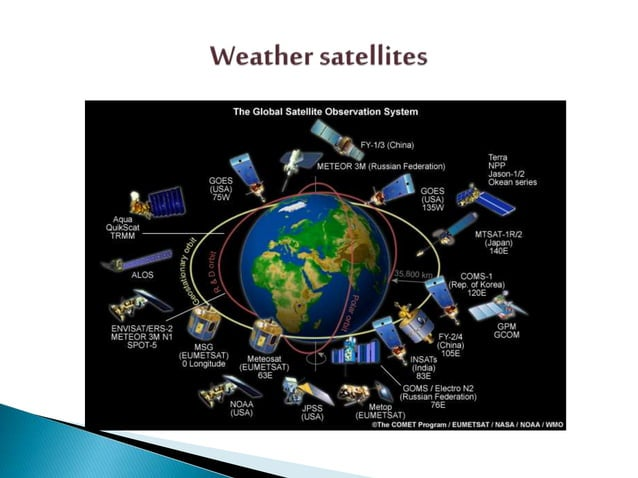 Weather satellites
The Global Satellite Observation System
FY-1/3 (China)
METEOR 3M (Russian Federation)
Terra
NPP
Jason-1/2
Okean series
GOES
(USA)
75W
GOES
(USA)
135W
Aqua
QuikScat
TRMM
MTSAT-1R/2
(Japan)
140E
Geostationary orbit
R & D orbit
Polar orbit
35,800 km
ALOS
COMS-1
(Rep. of Korea)
120E
ENVISAT/ERS-2
METEOR 3M N1
SPOT-5
GPM
GCOM
MSG
(EUMETSAT)
0 Longitude
Meteosat
(EUMETSAT)
63E
FY-2/4
(China)
105E
INSATs
(India)
83E
GOMS / Electro N2
(Russian Federation)
76E
NOAA
(USA)
JPSS
(USA)
Metop
(EUMETSAT)
©The COMET Program / EUMETSAT / NASA / NOAA / WMO